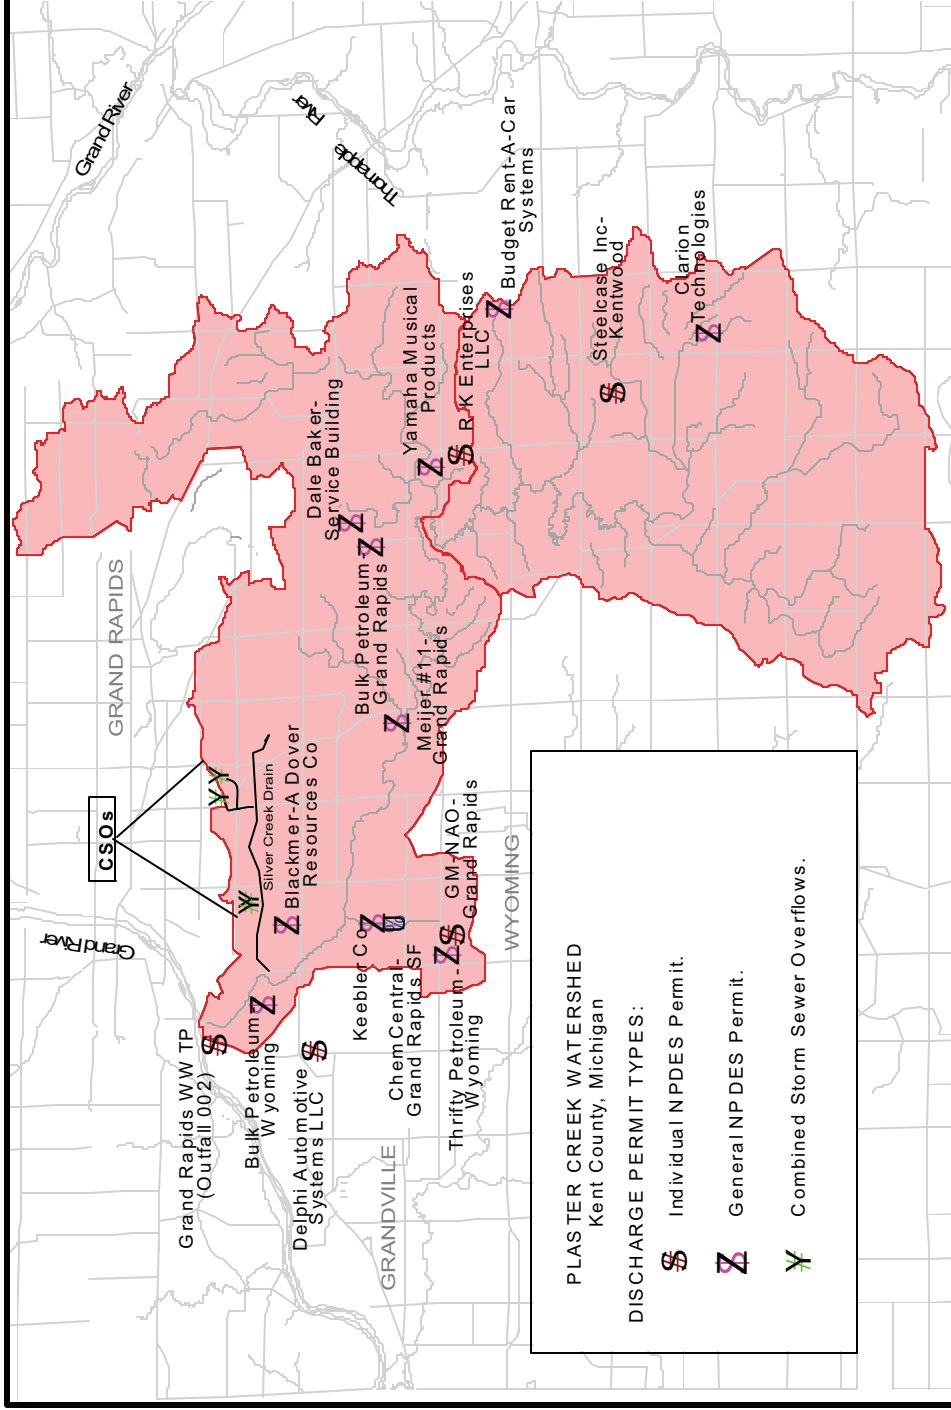 Grand River
Thornapple
River
Grand River
GRAND RAPIDS
WYOMING
GRANDVILLE
CSOs
Silver Creek Drain
Grand Rapids WWTP
(Outfall 002)
Bulk Petroleum
Wyoming
Delphi Automotive
Systems LLC
Blackmer-A Dover
Resources Co
Keebler Co
ChemCentral-
Grand Rapids SF
Thrifty Petroleum-
Wyoming
GM-NAO-
Grand Rapids
Meijer #11-
Grand Rapids
Bulk Petroleum-
Grand Rapids
Dale Baker-
Service Building
Yamaha Musical
Products
R K Enterprises
LLC
Budget Rent-A-Car
Systems
Steelcase Inc-
Kentwood
Clarion
Technologies
PLASTER CREEK WATERSHED
Kent County, Michigan
DISCHARGE PERMIT TYPES:
Individual NPDES Permit.
General NPDES Permit.
Combined Storm Sewer Overflows.